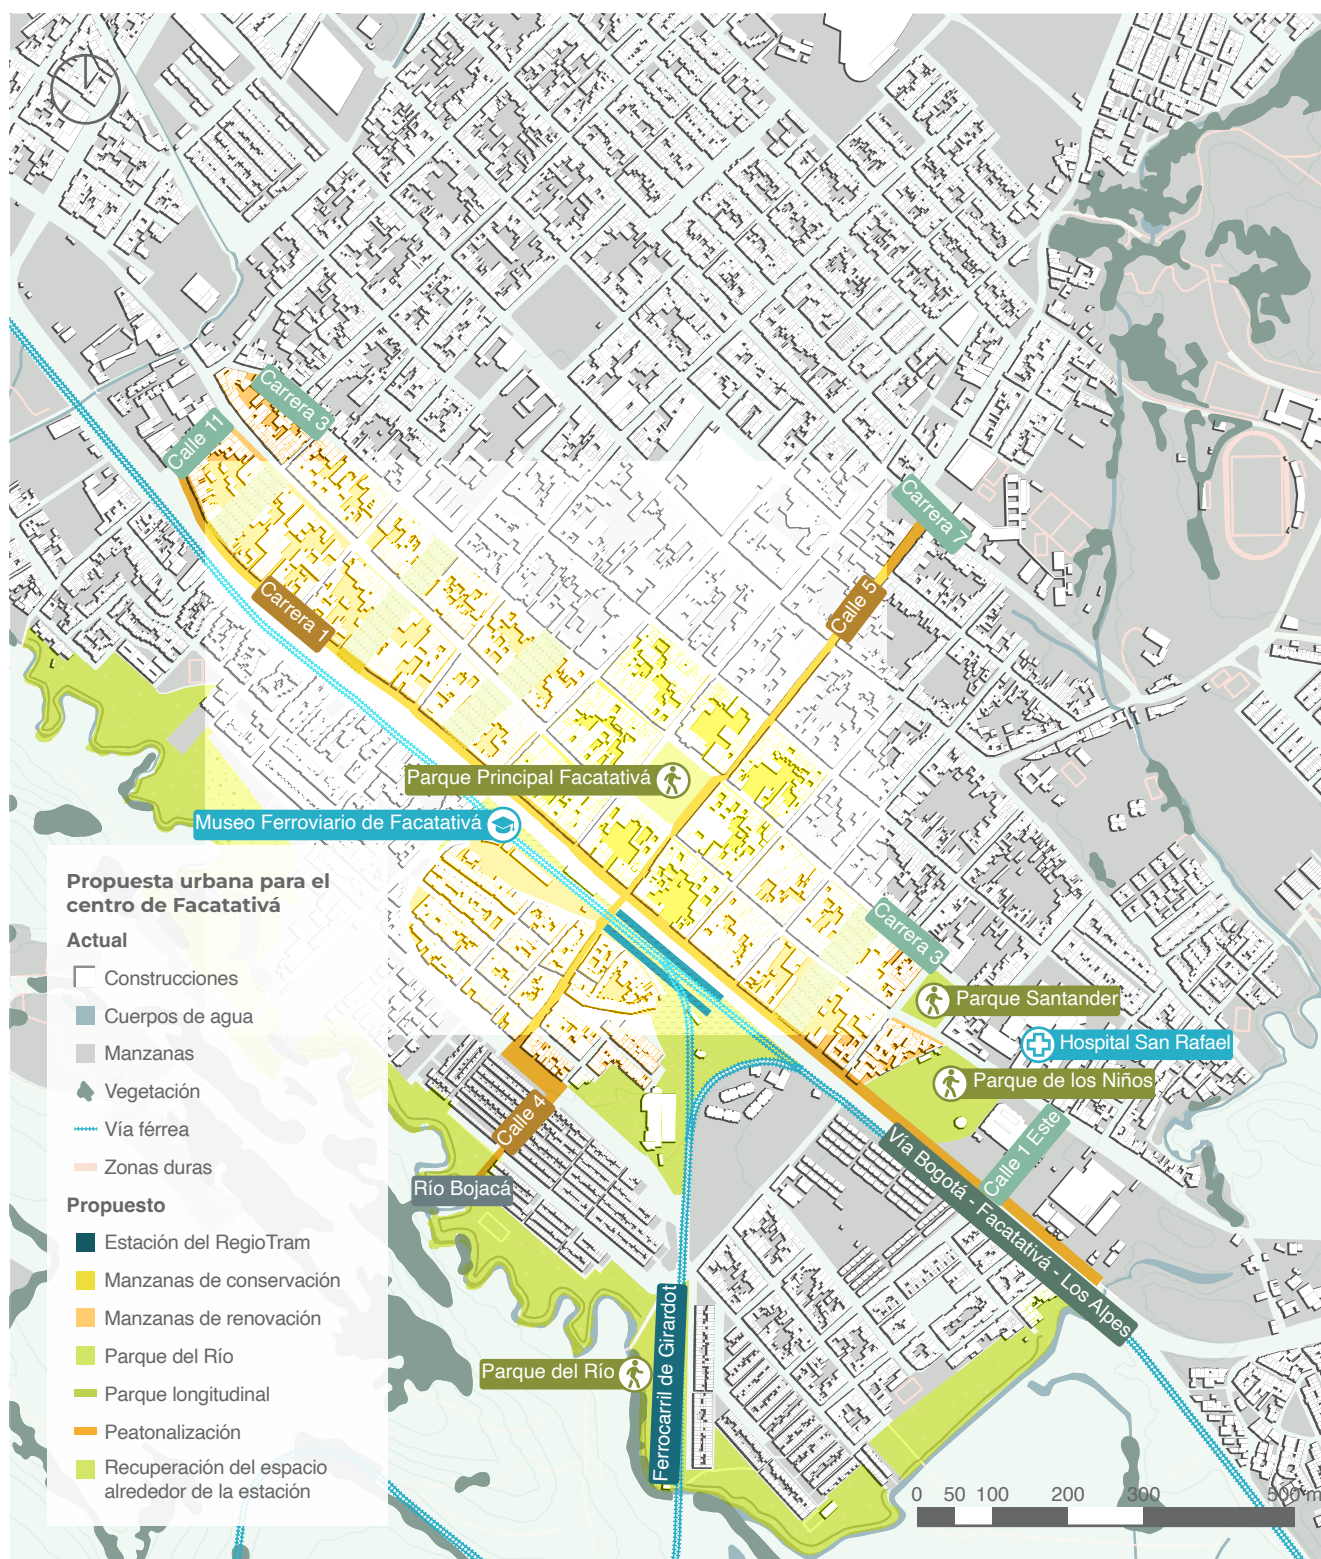 Carrera 3
Calle 11
Carrera 7
Carrera 1
Calle 5
Parque Principal Facatativá
Museo Ferroviario de Facatativá
Carrera 3
Parque Santander
Hospital San Rafael
Parque de los Niños
Calle 4
Calle 1 Este
Río Bojacá
Vía Bogotá - Facatativá - Los Alpes
Ferrocarril de Girardot
Parque del Río
Propuesta urbana para el
centro de Facatativá
Actual
Construcciones
Cuerpos de agua
Manzanas
Vegetación
Vía férrea
Zonas duras
Propuesto
Estación del RegioTram
Manzanas de conservación
Manzanas de renovación
Parque del Río
Parque longitudinal
Peatonalización
Recuperación del espacio
alrededor de la estación
0 50 100 200 300 500 m